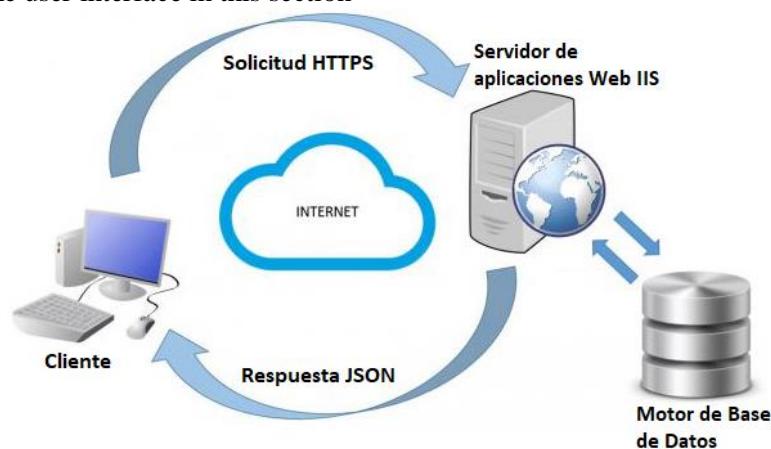 Solicitud HTTPS
Servidor de
aplicaciones Web IIS
INTERNET
Cliente
Respuesta JSON
Motor de Base
de Datos